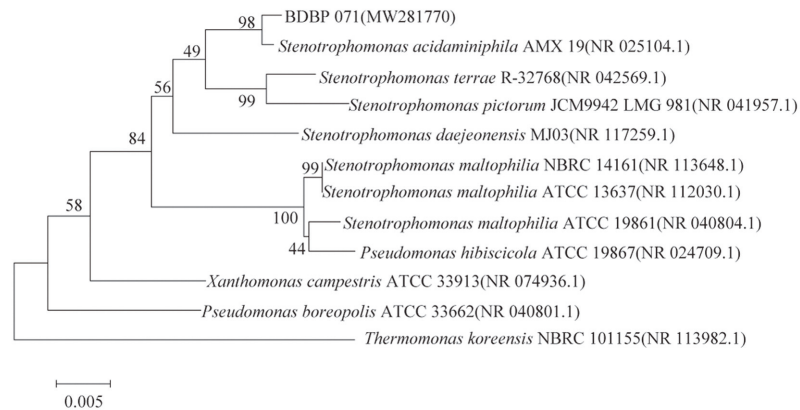 98
BDBP 071(MW281770)
Stenotrophomonas acidaminiphila AMX 19(NR 025104.1)
49
Stenotrophomonas terrae R-32768(NR 042569.1)
56
99
Stenotrophomonas pictorum JCM9942 LMG 981(NR 041957.1)
84
Stenotrophomonas daejeonensis MJ03(NR 117259.1)
99
Stenotrophomonas maltophilia NBRC 14161(NR 113648.1)
Stenotrophomonas maltophilia ATCC 13637(NR 112030.1)
58
100
Stenotrophomonas maltophilia ATCC 19861(NR 040804.1)
44
Pseudomonas hibiscicola ATCC 19867(NR 024709.1)
Xanthomonas campestris ATCC 33913(NR 074936.1)
Pseudomonas boreopolis ATCC 33662(NR 040801.1)
Thermomonas koreensis NBRC 101155(NR 113982.1)
0.005